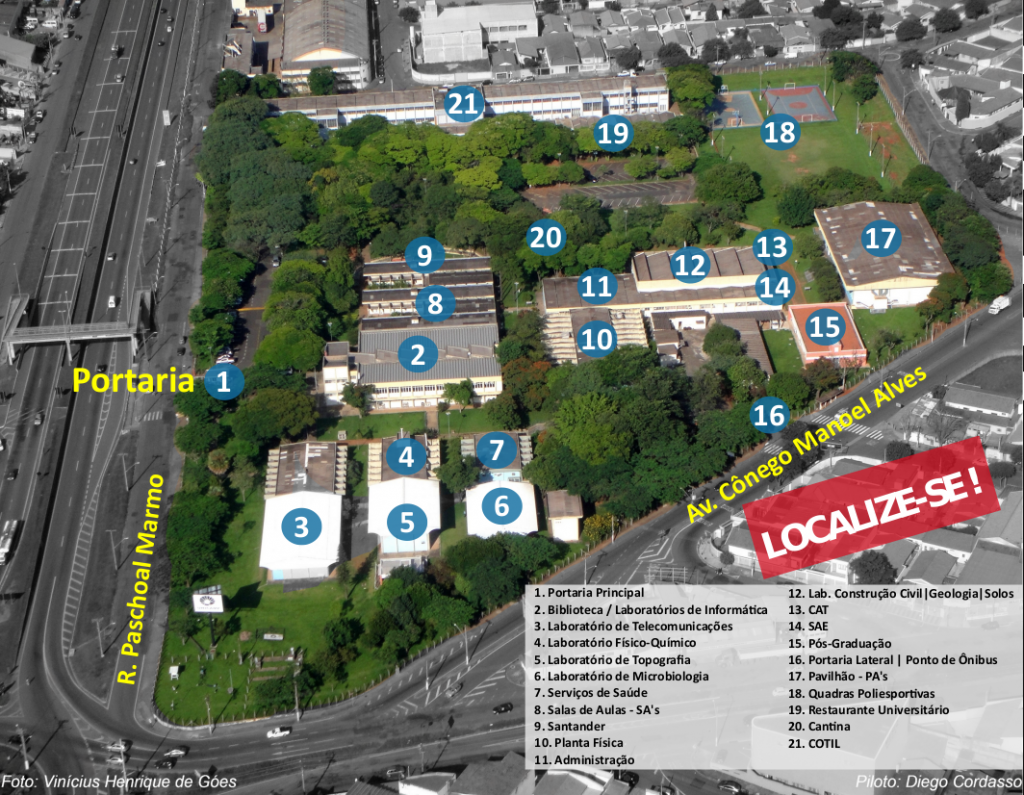 21
19
18
20
9
13
17
12
11
8
14
15
10
2
Portaria
1
16
Av. Cônego Manoel Alves
4
7
LOCALIZE-SE !
3
5
6
R. Paschoal Marmo
1. Portaria Principal
2. Biblioteca / Laboratórios de Informática
3. Laboratório de Telecomunicações
4. Laboratório Físico-Químico
5. Laboratório de Topografia
6. Laboratório de Microbiologia
7. Serviços de Saúde
8. Salas de Aulas - SA's
9. Santander
10. Planta Física
11. Administração
12. Lab. Construção Civil|Geologia|Solos
13. CAT
14. SAE
15. Pós-Graduação
16. Portaria Lateral | Ponto de Ônibus
17. Pavilhão - PA's
18. Quadras Poliesportivas
19. Restaurante Universitário
20. Cantina
21. COTIL
Foto: Vinícius Henrique de Góes
Piloto: Diego Cordasso